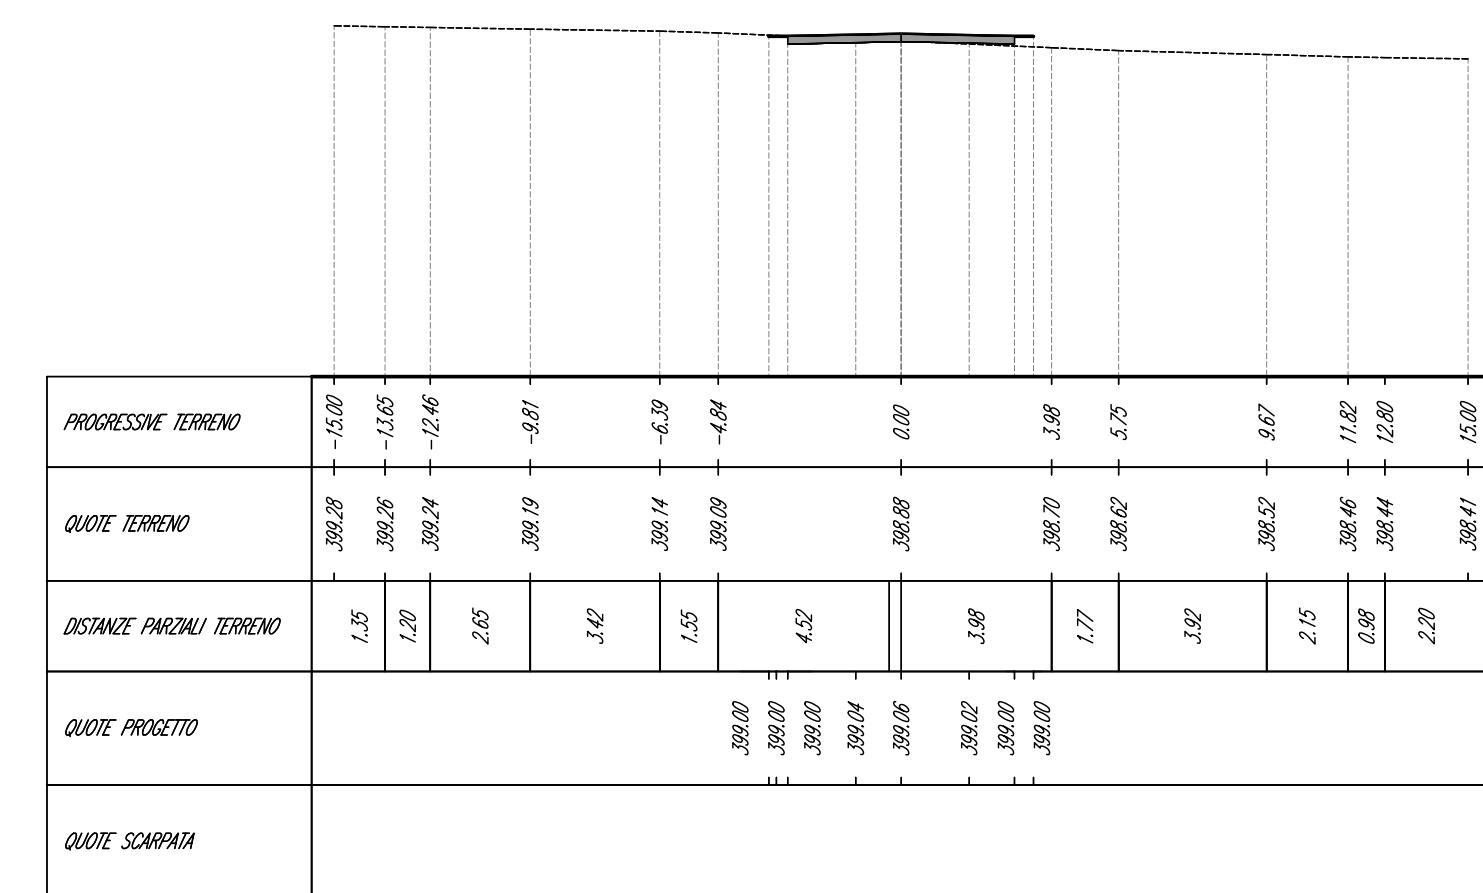 PROGRESSIVE TERRENO -15.00 -13.65 -12.46 -9.81 -6.39 -4.84 0.00 3.98 5.75 9.67 11.82 12.80 15.00
QUOTE TERRENO 399.28 399.26 399.24 399.19 399.14 399.09 398.88 398.70 398.62 398.52 398.46 398.44 398.41
DISTANZE PARZIALI TERRENO 1.35 1.20 2.65 3.42 1.55 4.52 3.98 1.77 3.92 2.15 0.98 2.20
QUOTE PROGETTO 399.00 399.00 399.00 399.04 399.06 399.02 399.00 399.00
QUOTE SCARPATA